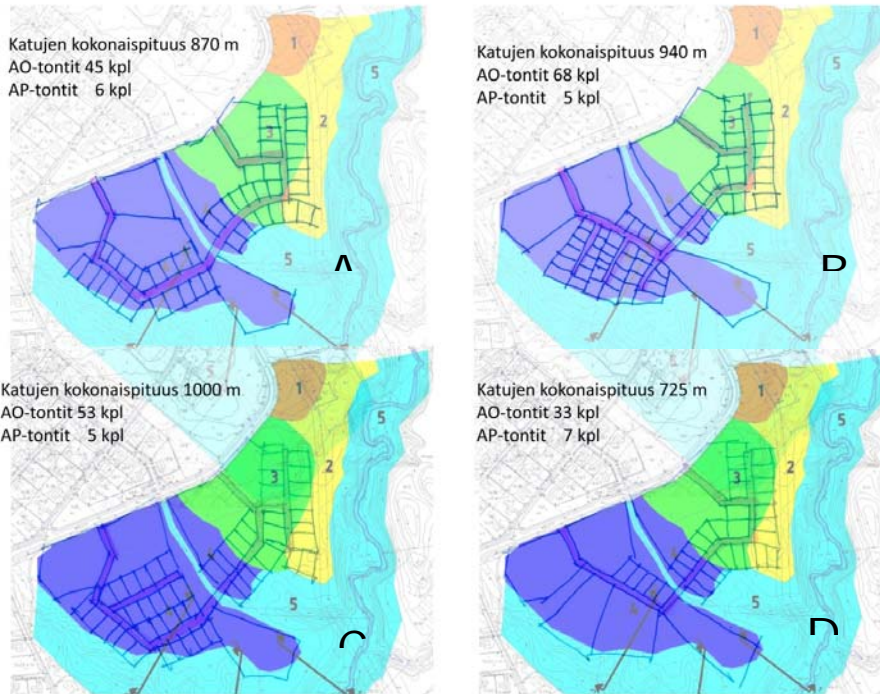 Katujen kokonaispituus 870 m
AO-tontit 45 kpl
AP-tontit 6 kpl
1
5
2
3
5
A
Katujen kokonaispituus 940 m
AO-tontit 68 kpl
AP-tontit 5 kpl
1
5
2
3
5
Katujen kokonaispituus 1000 m
AO-tontit 53 kpl
AP-tontit 5 kpl
1
5
2
3
5
C
Katujen kokonaispituus 725 m
AO-tontit 33 kpl
AP-tontit 7 kpl
1
5
2
3
4
5
D